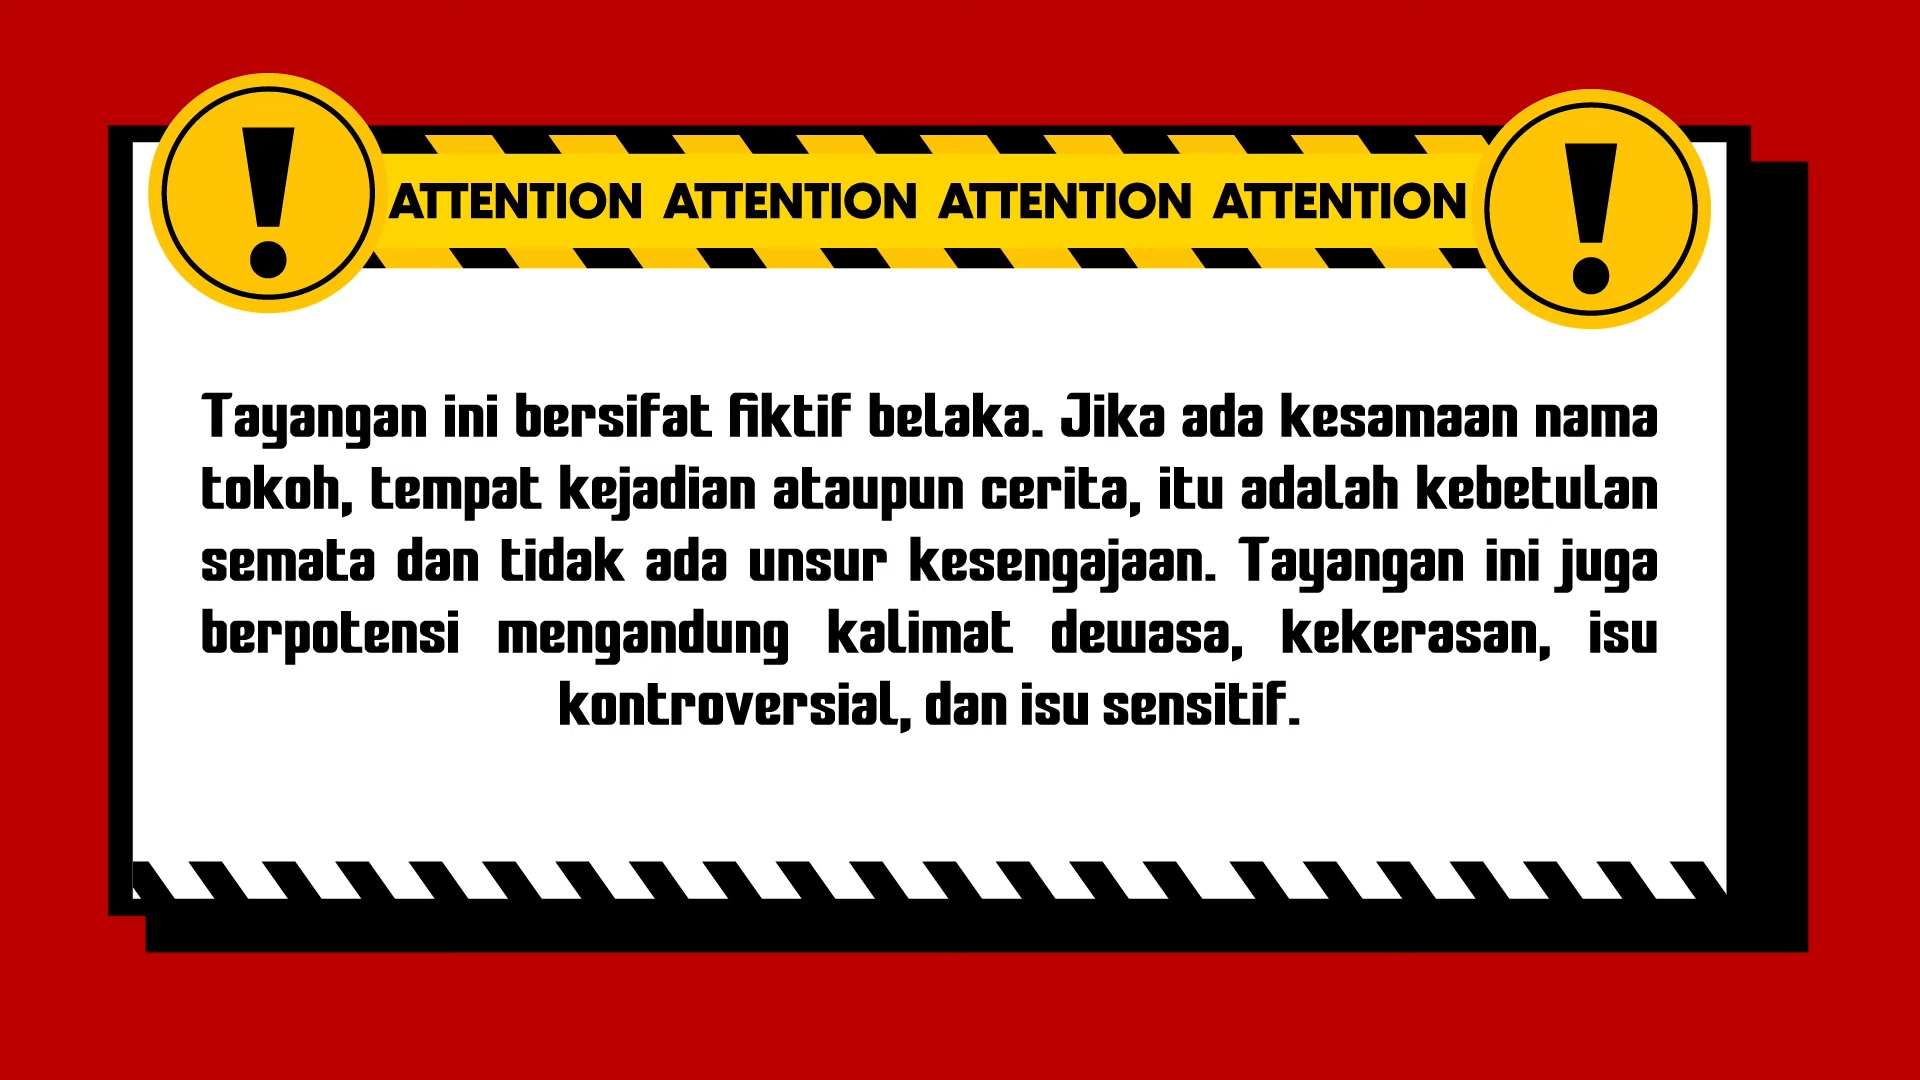 ATTENTION ATTENTION ATTENTION ATTENTION
Tayangan ini bersifat fiktif belaka. Jika ada kesamaan nama
tokoh, tempat kejadian ataupun cerita, itu adalah kebetulan
semata dan tidak ada unsur kesengajaan. Tayangan ini juga
berpotensi mengandung kalimat dewasa, kekerasan, isu
kontroversial, dan isu sensitif.